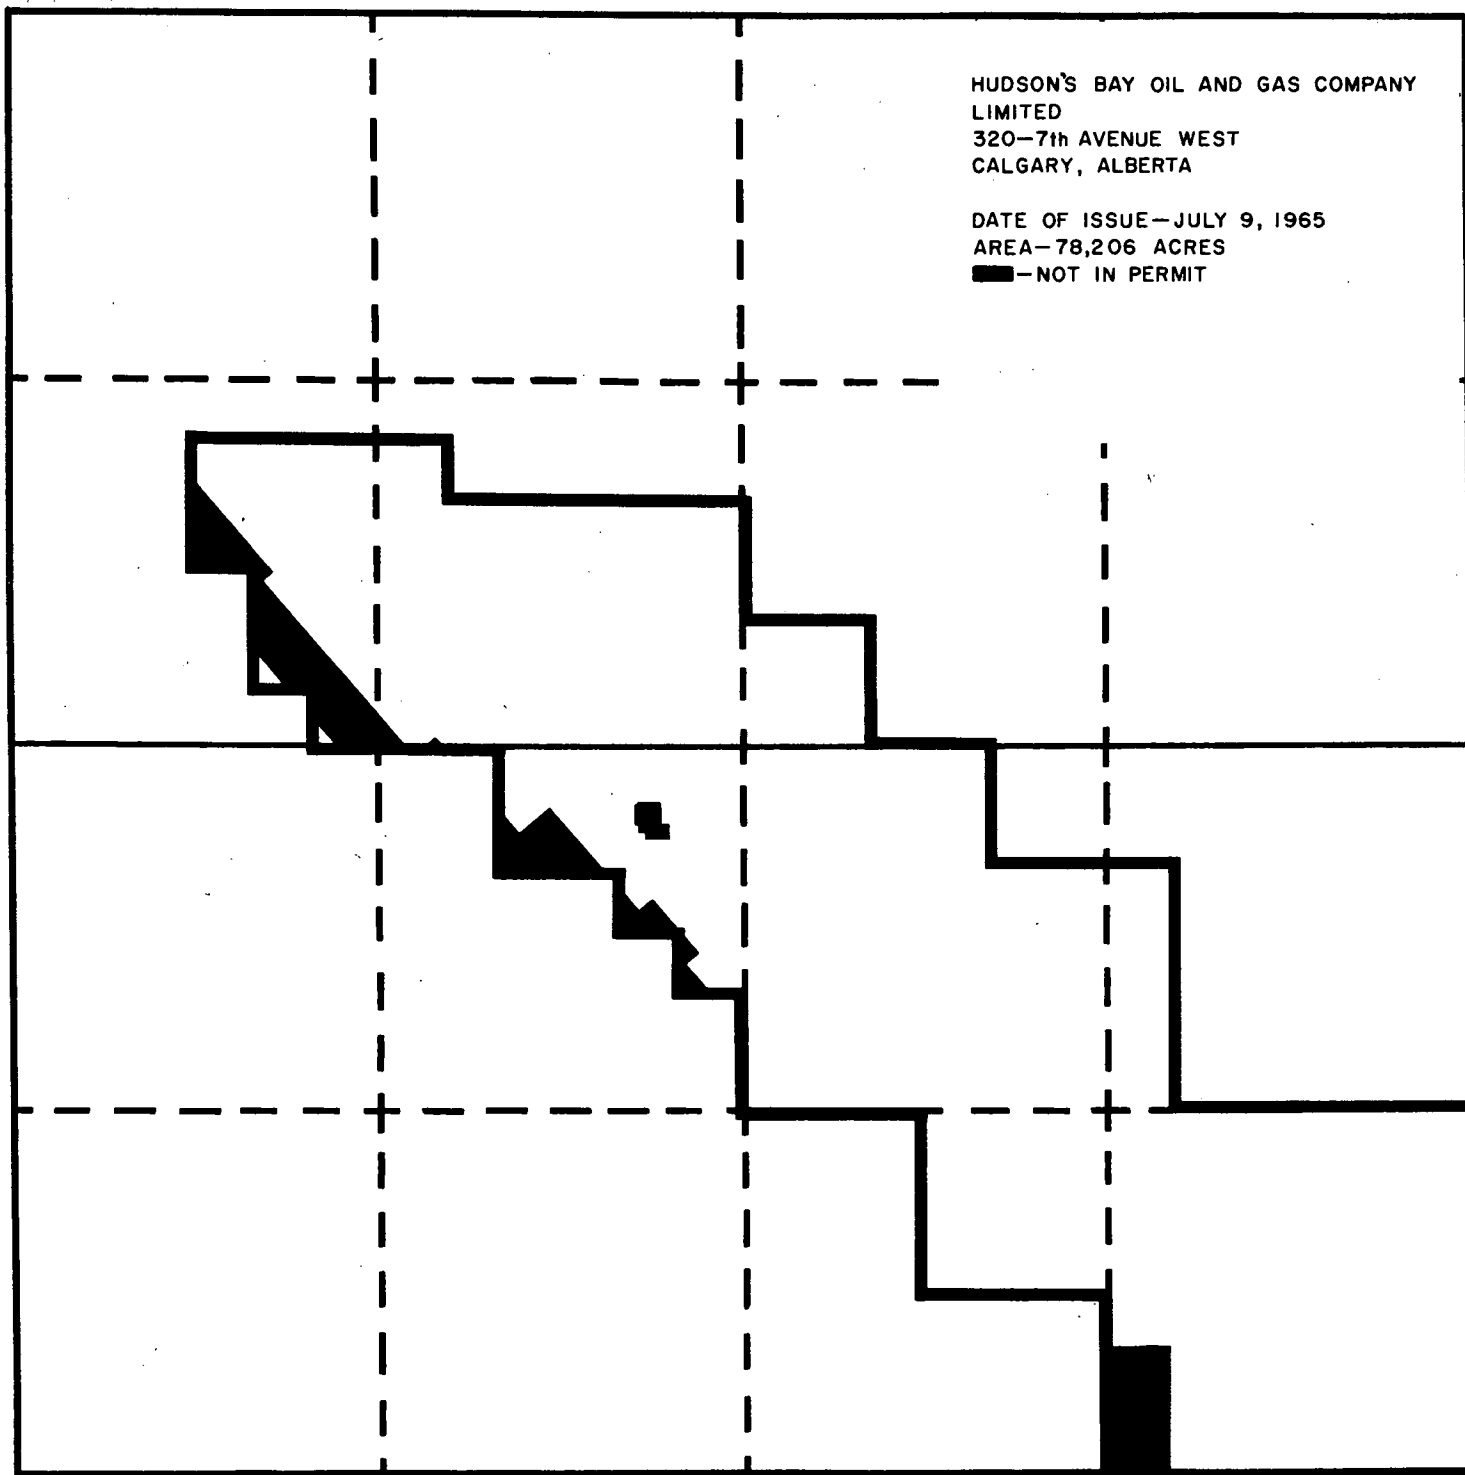 HUDSON'S BAY OIL AND GAS COMPANY
LIMITED
320-7th AVENUE WEST
CALGARY, ALBERTA
DATE OF ISSUE-JULY 9, 1965
AREA-78,206 ACRES
-NOT IN PERMIT